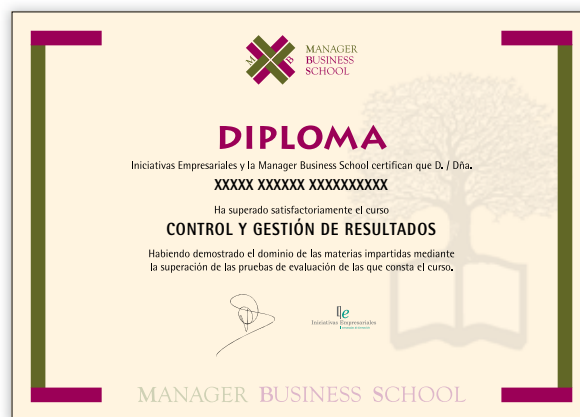 M B
MANAGER
BUSINESS
SCHOOL
DIPLOMA
Iniciativas Empresariales y la Manager Business School certifican que D. / Dña.
XXXXX XXXXXX XXXXXXXXXX
Ha superado satisfactoriamente el curso
CONTROL Y GESTIÓN DE RESULTADOS
Habiendo demostrado el dominio de las materias impartidas mediante
la superación de las pruebas de evaluación de las que consta el curso.
Iniciativas Empresariales
MANAGER BUSINESS SCHOOL